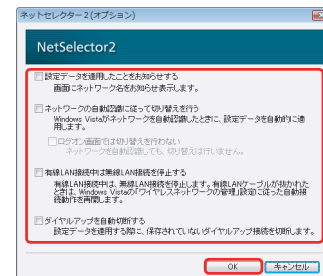 ネットセレクター2(オプション)
NetSelector2
設定データを適用したことをお知らせする
画面にネットワーク名をお知らせ表示します。
ネットワークの自動認識に従って切り替えを行う
Windows Vistaがネットワークを自動認識したときに、設定データを自動的に適
用します。
ログオン画面では切り替えを行わない
ネットワークを自動認識しても、切り替えは行いません。
有線LAN接続中は無線LAN接続を停止する
有線LAN接続中は、無線LAN接続を停止します。有線LANケーブルが抜かれた
ときは、Windows Vistaの「ワイヤレスネットワークの管理」設定に従った自動接
続動作を再開します。
ダイヤルアップを自動切断する
設定データを適用する際に、保存されていないダイヤルアップ接続を切断します。
OK
キャンセル